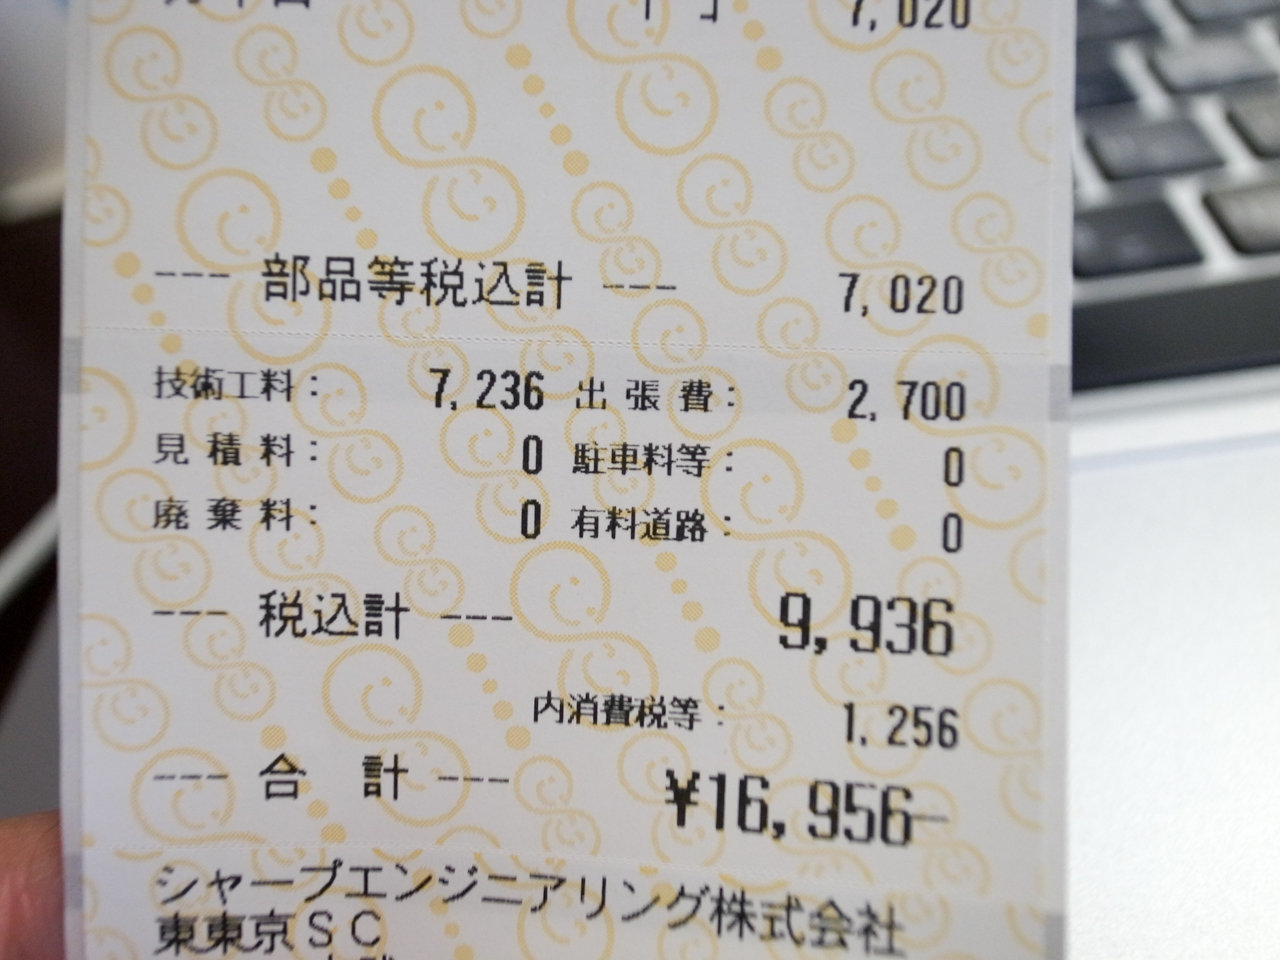 7,020
--- 部品等税込計 --- 7,020
技術工料: 7,236 出張費: 2,700
見積料: 0 駐車料等: 0
廃棄料: 0 有料道路: 0
--- 税込計 --- 9,936
内消費税等: 1,256
--- 合 計 --- ¥16,956-
シャープエンジニアリング株式会社
東東京SC